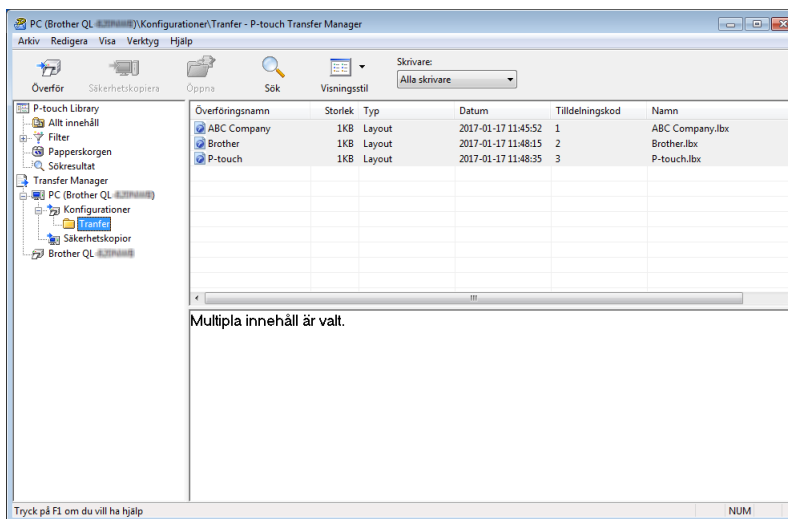 PC (Brother QL )\Konfigurationer\Tranfer - P-touch Transfer Manager
Arkiv Redigera Visa Verktyg Hjälp
Överför Säkerhetskopiera Öppna Sök Visningsstil
Skrivare:
Alla skrivare
P-touch Library
Allt innehåll
Filter
Papperskorgen
Sökresultat
Transfer Manager
PC (Brother QL )
Konfigurationer
Tranfer
Säkerhetskopior
Brother QL
Överföringsnamn Storlek Typ Datum Tilldelningskod Namn
ABC Company 1KB Layout 2017-01-17 11:45:52 1 ABC Company.lbx
Brother 1KB Layout 2017-01-17 11:48:15 2 Brother.lbx
P-touch 1KB Layout 2017-01-17 11:48:35 3 P-touch.lbx
Multipla innehåll är valt.
Tryck på F1 om du vill ha hjälp
NUM